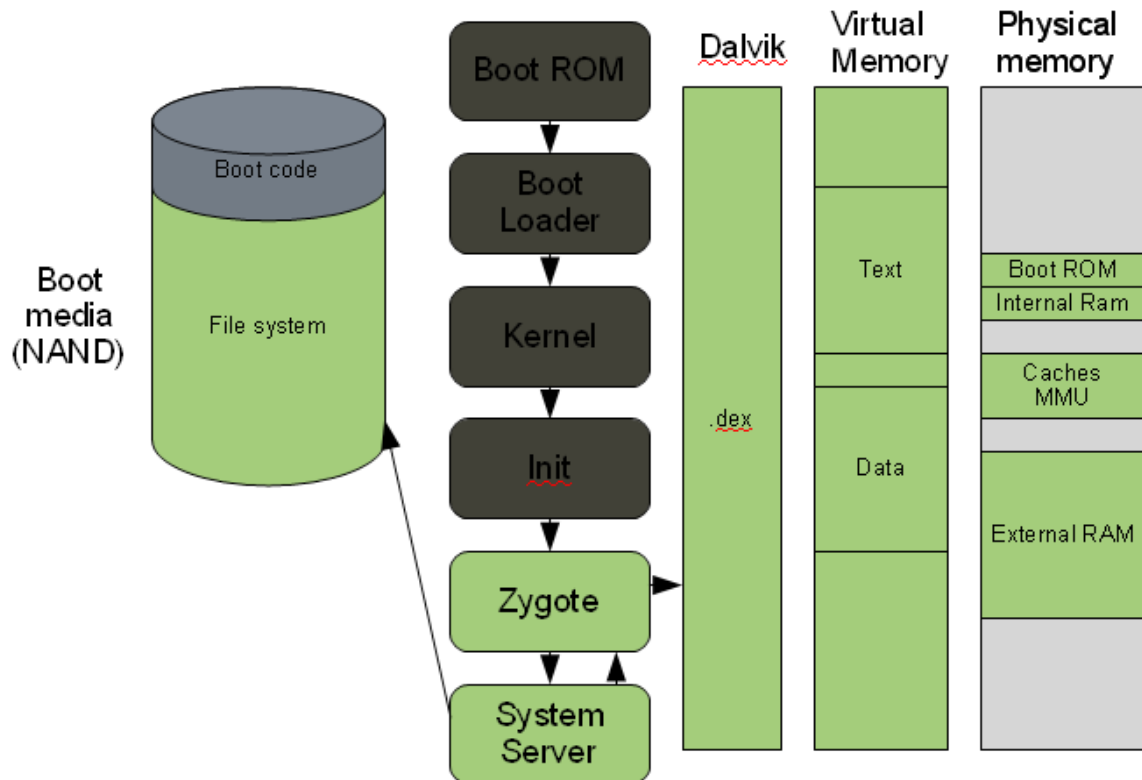 Boot code
File system
Boot
media
(NAND)
Boot ROM
Boot
Loader
Kernel
Init
Zygote
System
Server
Dalvik
.dex
Virtual
Memory
Text
Data
Physical
memory
Boot ROM
Internal Ram
Caches
MMU
External RAM